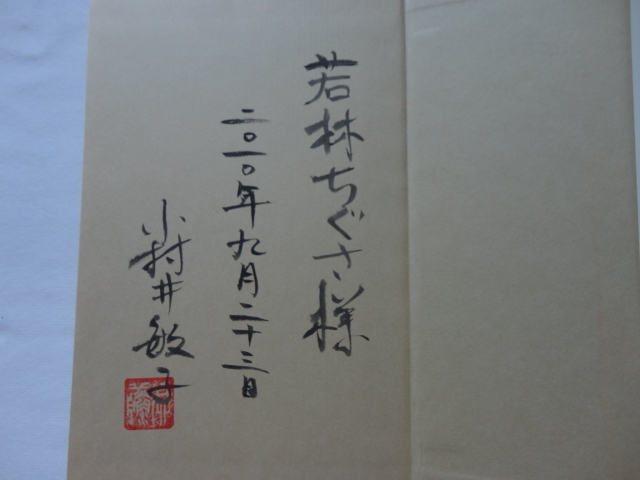 若林ちぐさ様
二〇一〇年九月二十三日
小村井敏子